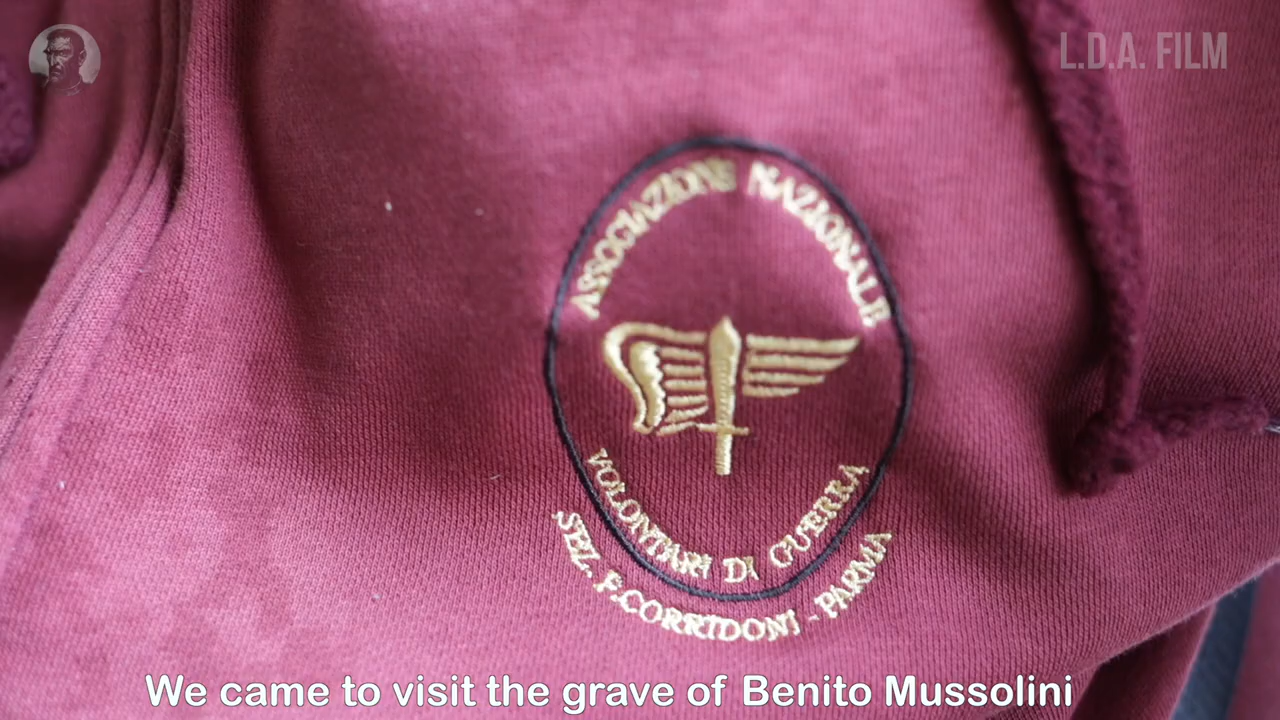 L.D.A. FILM
ASSOCIAZIONE NAZIONALE
VOLONTARI DI GUERRA
SEZ. F.CORRIDONI - PARMA
We came to visit the grave of Benito Mussolini